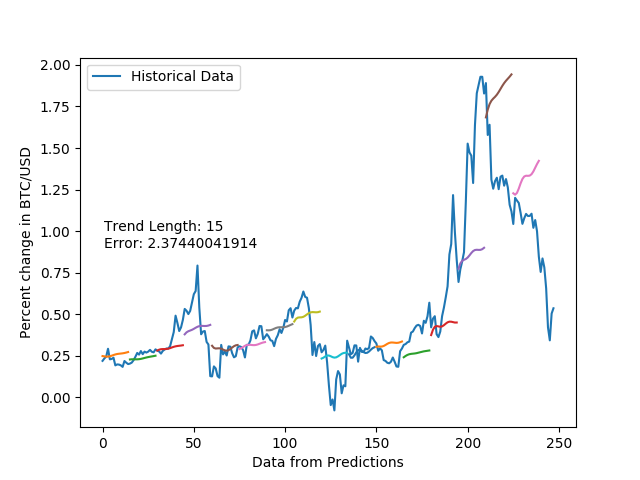 2.00
1.75
1.50
1.25
1.00
0.75
0.50
0.25
0.00
Percent change in BTC/USD
Historical Data
Trend Length: 15
Error: 2.37440041914
0 50 100 150 200 250
Data from Predictions